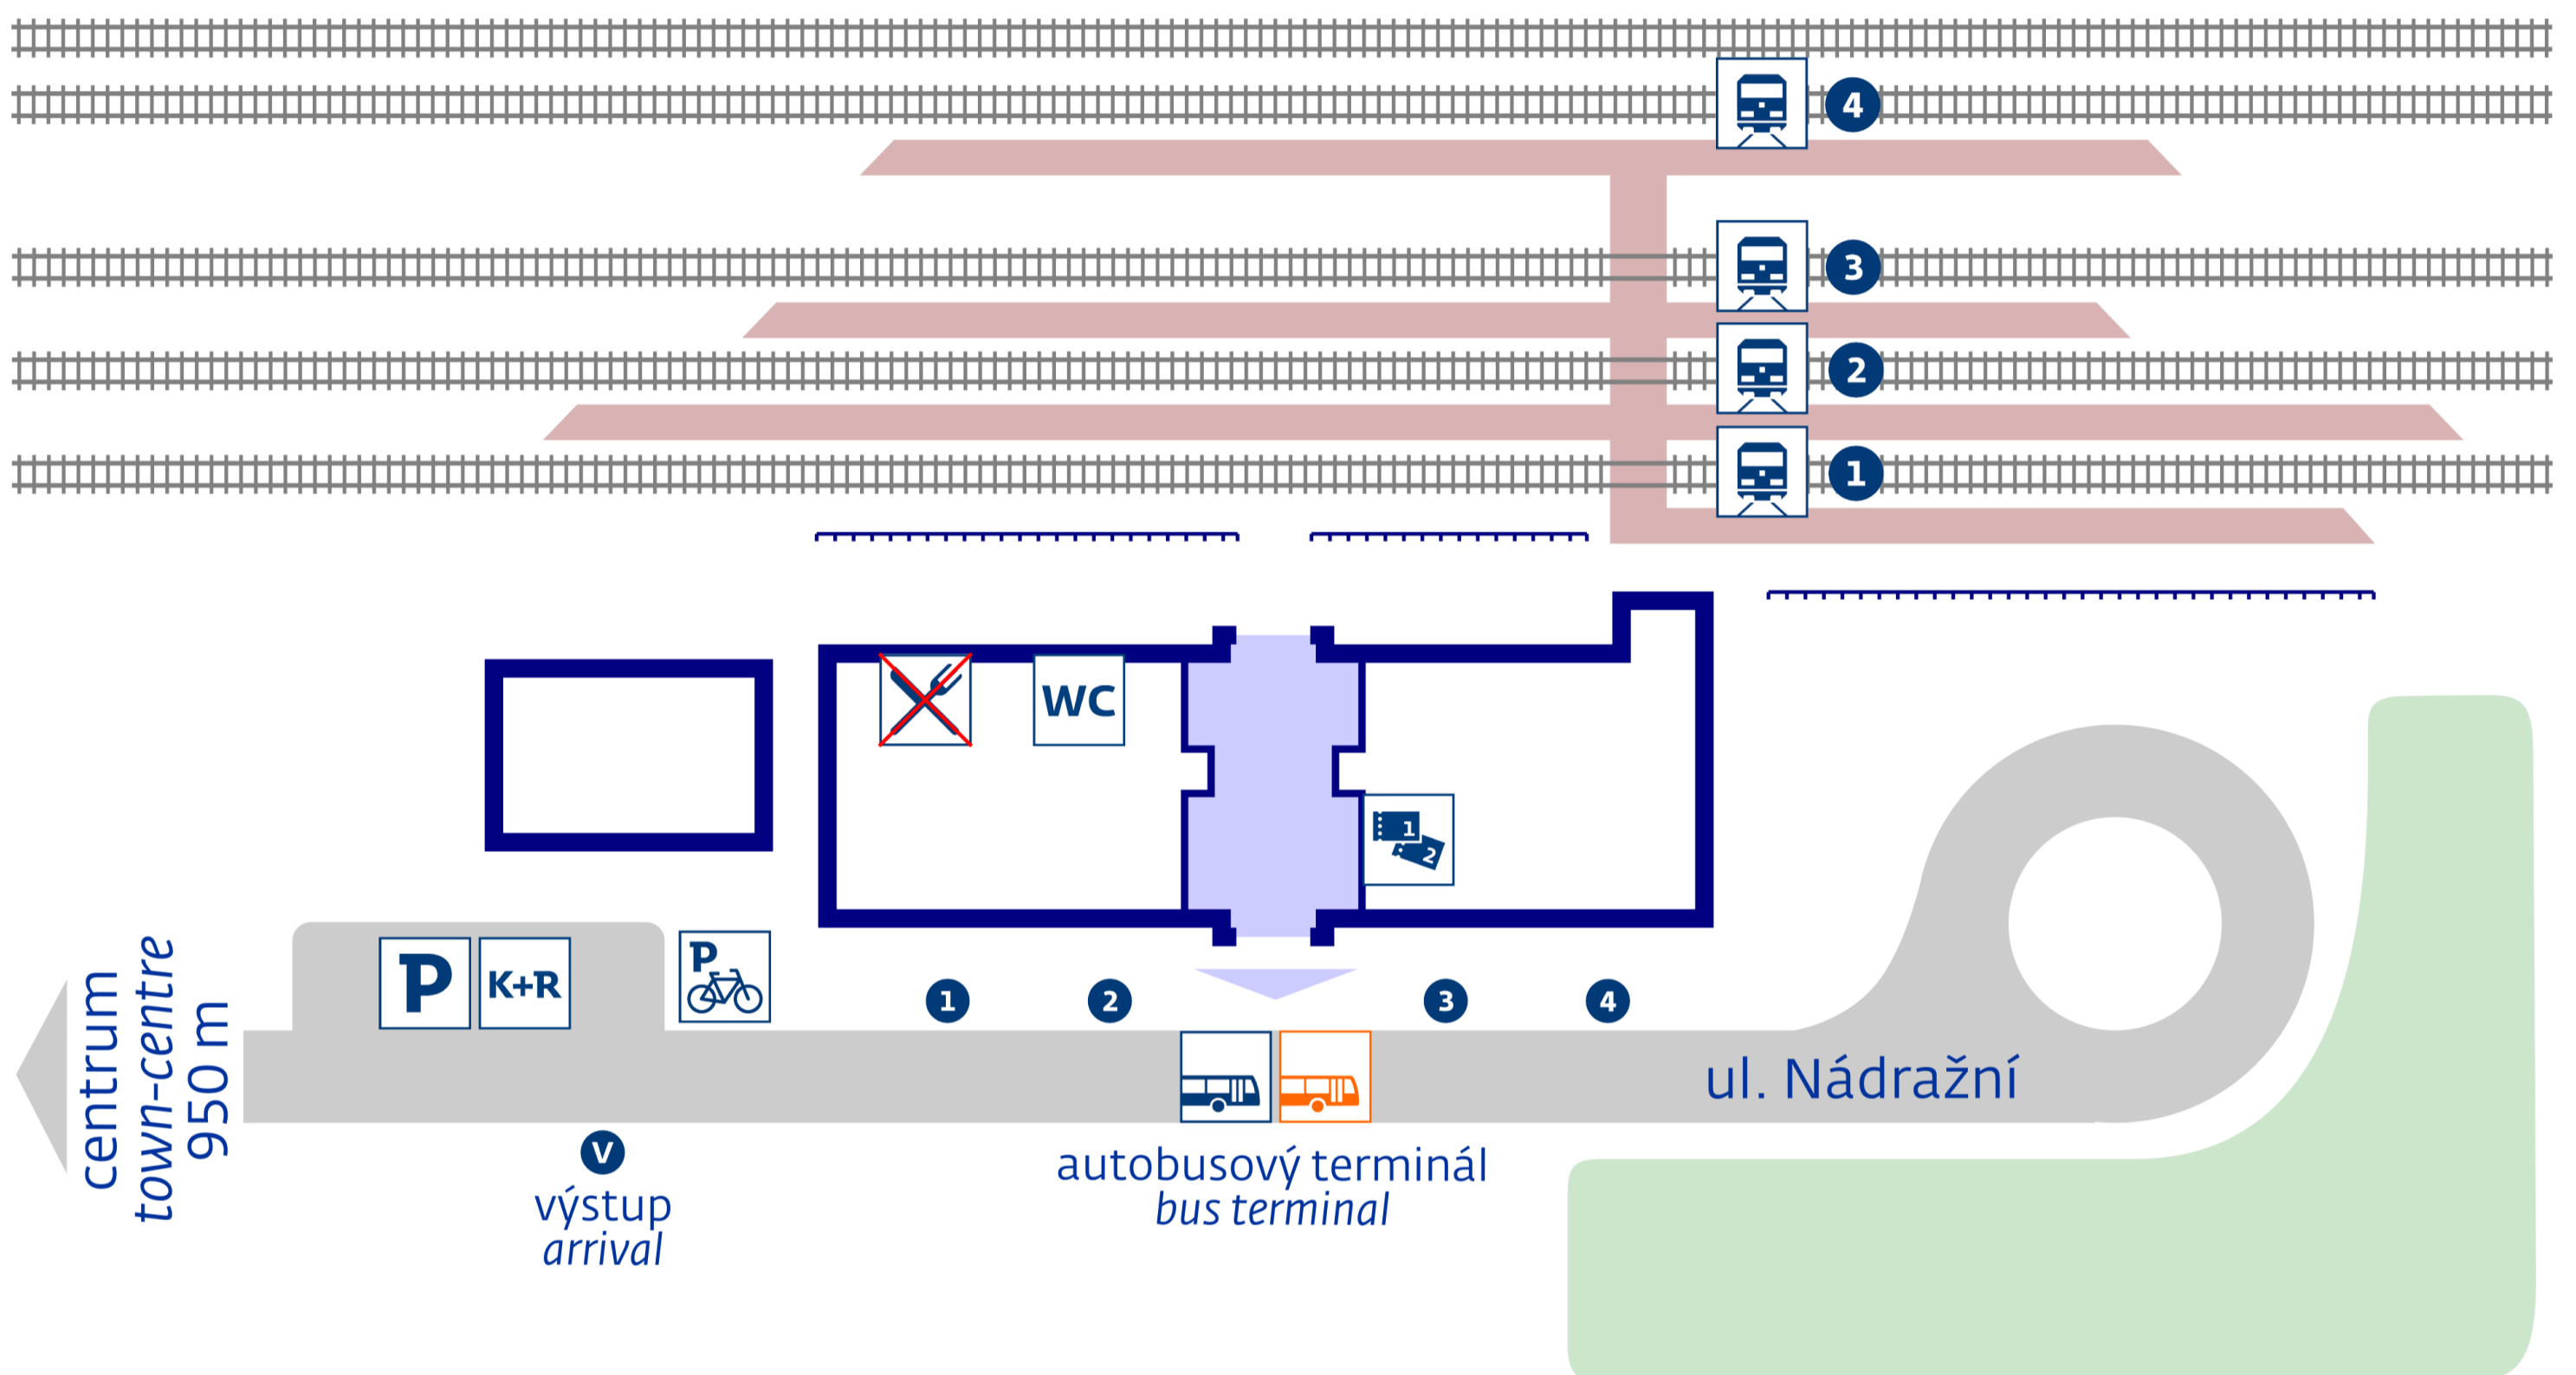 4
3
2
1
WC
1
2
P
K+R
P
1
2
3
4
centrum
town-centre
950 m
ul. Nádražní
V
výstup
arrival
autobusový terminál
bus terminal